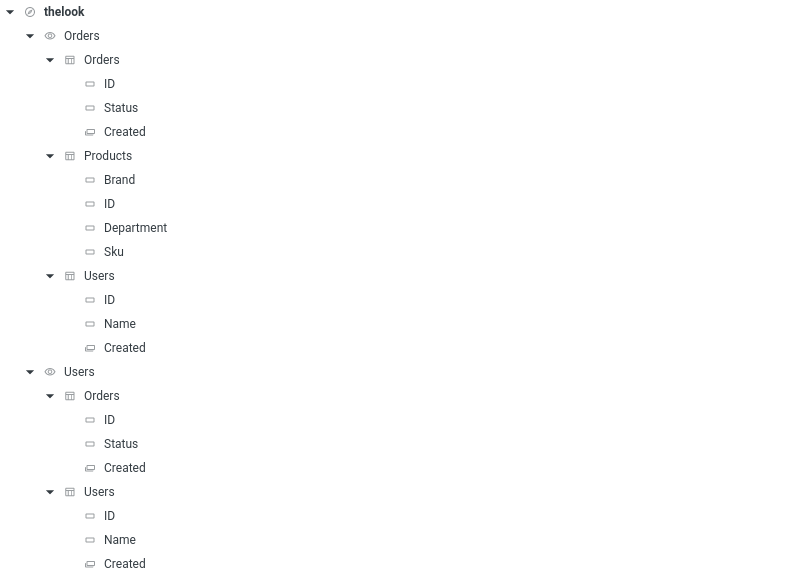 thelook
Orders
Orders
ID
Status
Created
Products
Brand
ID
Department
Sku
Users
ID
Name
Created
Users
Orders
ID
Status
Created
Users
ID
Name
Created